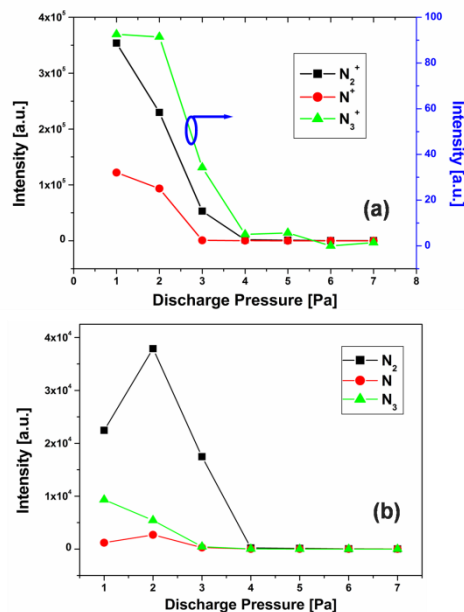 4x10⁵
3x10⁵
2x10⁵
1x10⁵
0
Intensity [a.u.]
N₂⁺
N⁺
N₃⁺
(a)
100
80
60
40
20
0
Intensity [a.u.]
0 1 2 3 4 5 6 7 8
Discharge Pressure [Pa]
4x10⁴
3x10⁴
2x10⁴
1x10⁴
0
Intensity [a.u.]
N₂
N
N₃
(b)
1 2 3 4 5 6 7
Discharge Pressure [Pa]